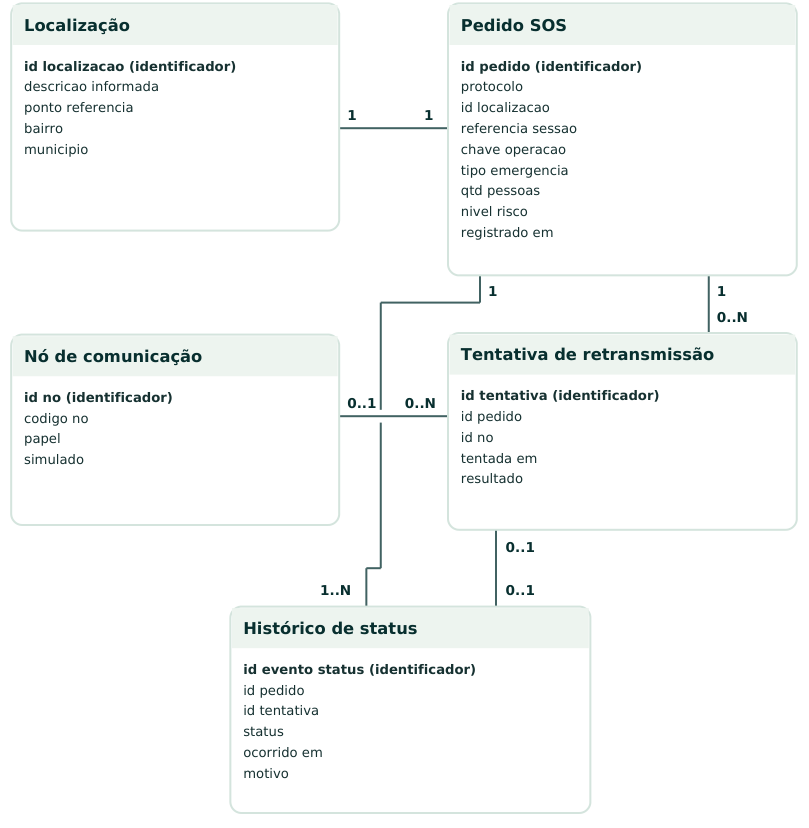 Localização
id localizacao (identificador)
descricao informada
ponto referencia
bairro
municipio
1
1
Pedido SOS
id pedido (identificador)
protocolo
id localizacao
referencia sessao
chave operacao
tipo emergencia
qtd pessoas
nivel risco
registrado em
1
1
0..N
Nó de comunicação
id no (identificador)
codigo no
papel
simulado
0..1
0..N
Tentativa de retransmissão
id tentativa (identificador)
id pedido
id no
tentada em
resultado
0..1
1..N
0..1
Histórico de status
id evento status (identificador)
id pedido
id tentativa
status
ocorrido em
motivo